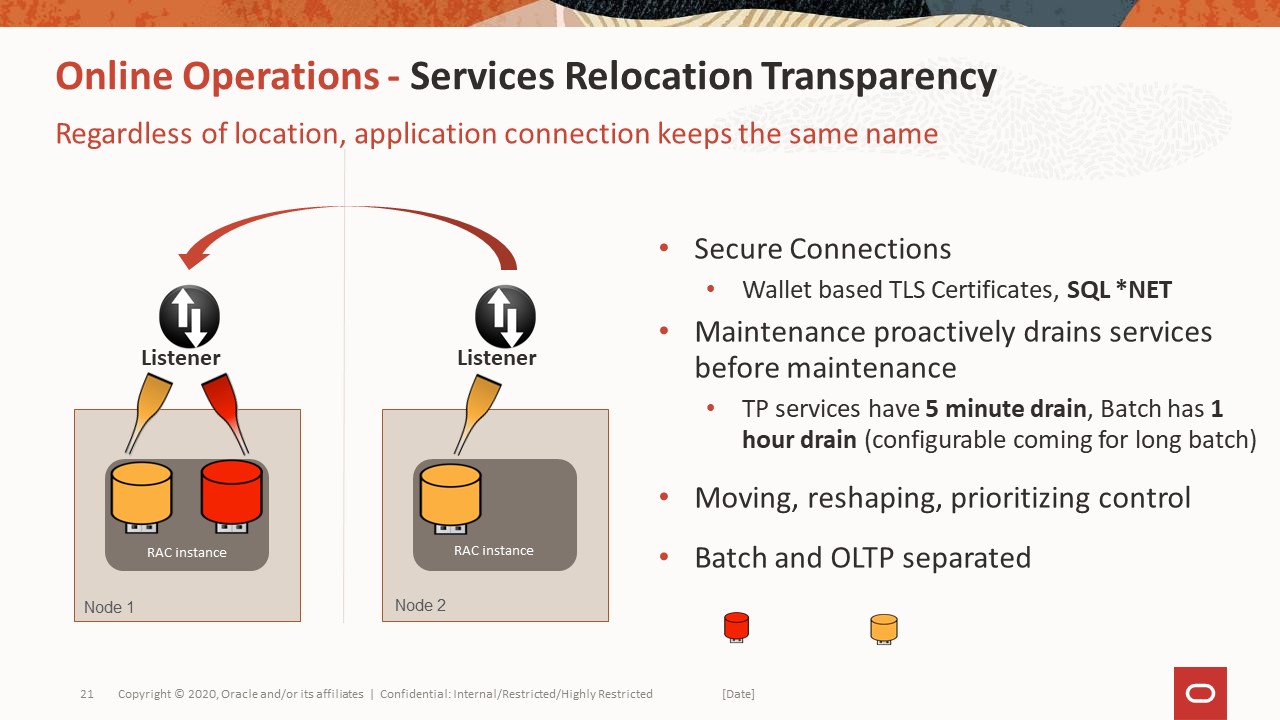 Online Operations - Services Relocation Transparency
Regardless of location, application connection keeps the same name
Listener
Listener
RAC instance
RAC instance
Node 1
Node 2
• Secure Connections
• Wallet based TLS Certificates, SQL *NET
• Maintenance proactively drains services
before maintenance
• TP services have 5 minute drain, Batch has 1
hour drain (configurable coming for long batch)
• Moving, reshaping, prioritizing control
• Batch and OLTP separated
21 Copyright © 2020, Oracle and/or its affiliates | Confidential: Internal/Restricted/Highly Restricted [Date]